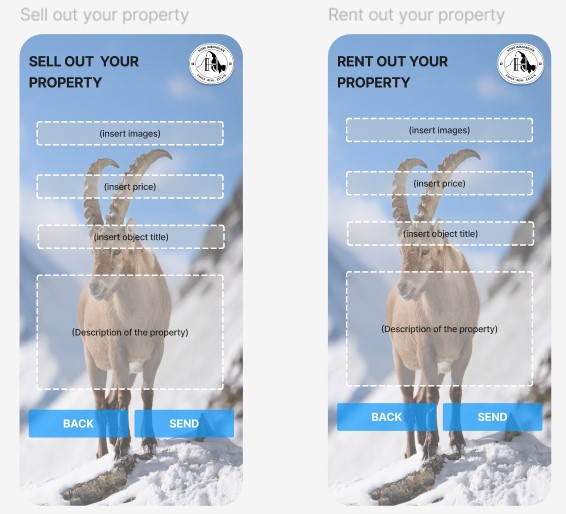 Sell out your property
SELL OUT YOUR
PROPERTY
(insert images)
(insert price)
(insert object title)
(Description of the property)
BACK
SEND
Rent out your property
RENT OUT YOUR
PROPERTY
(insert images)
(insert price)
(insert object title)
(Description of the property)
BACK
SEND